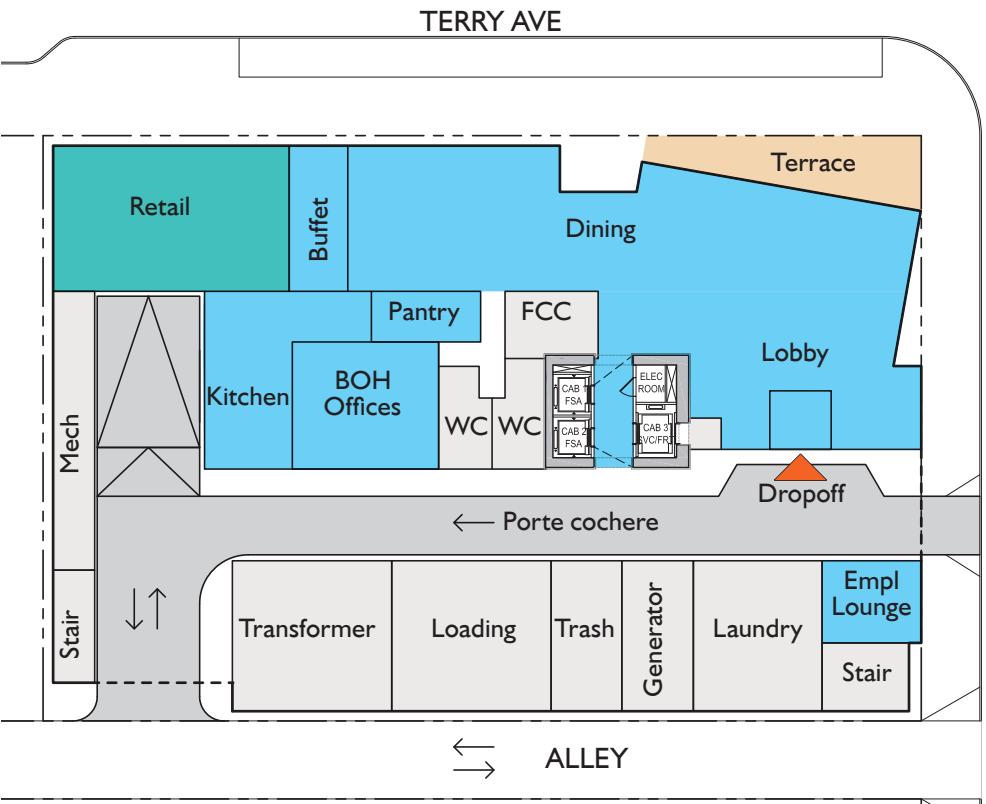 TERRY AVE
Terrace
Retail
Buffet
Dining
Pantry
FCC
Lobby
Kitchen
BOH
Offices
WC
WC
CAB 1
FSA
CAB 2
FSA
ELEC
ROOM
CAB 3
SVC/FRT
Mech
Dropoff
← Porte cochere
Stair
Transformer
Loading
Trash
Generator
Laundry
Empl
Lounge
Stair
ALLEY